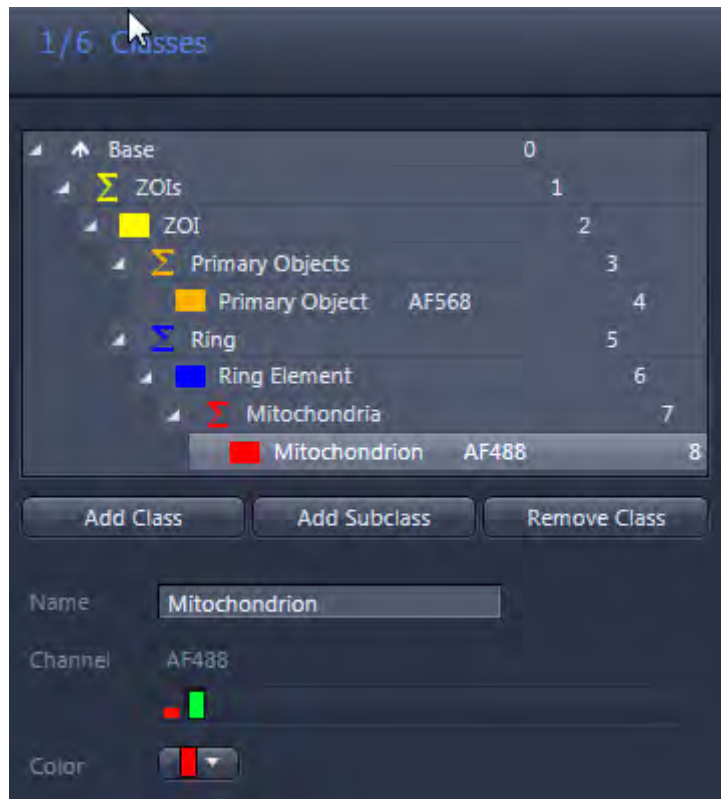 1/6 Classes
Base 0
ZOIs 1
ZOI 2
Primary Objects 3
Primary Object AF568 4
Ring 5
Ring Element 6
Mitochondria 7
Mitochondrion AF488 8
Add Class Add Subclass Remove Class
Name Mitochondrion
Channel AF488
Color